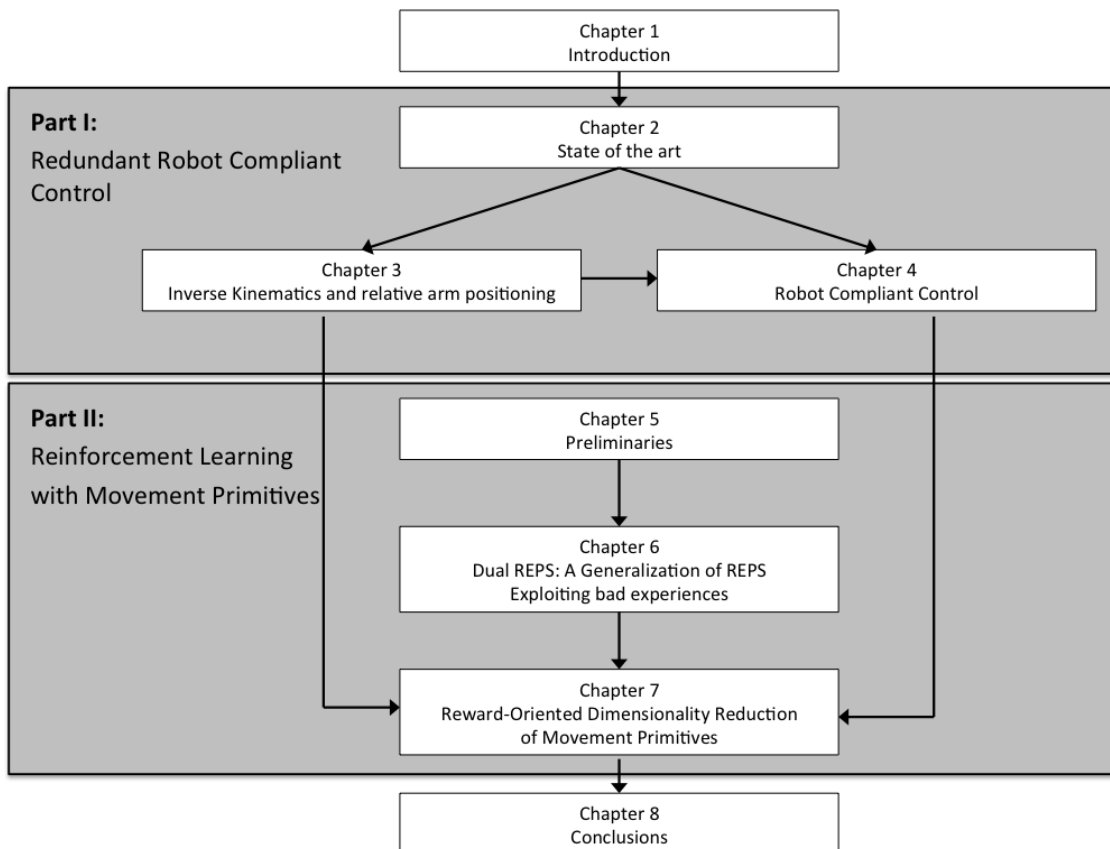 Chapter 1
Introduction
Part I:
Redundant Robot Compliant
Control
Chapter 2
State of the art
Chapter 3
Inverse Kinematics and relative arm positioning
Chapter 4
Robot Compliant Control
Part II:
Reinforcement Learning
with Movement Primitives
Chapter 5
Preliminaries
Chapter 6
Dual REPS: A Generalization of REPS
Exploiting bad experiences
Chapter 7
Reward-Oriented Dimensionality Reduction
of Movement Primitives
Chapter 8
Conclusions